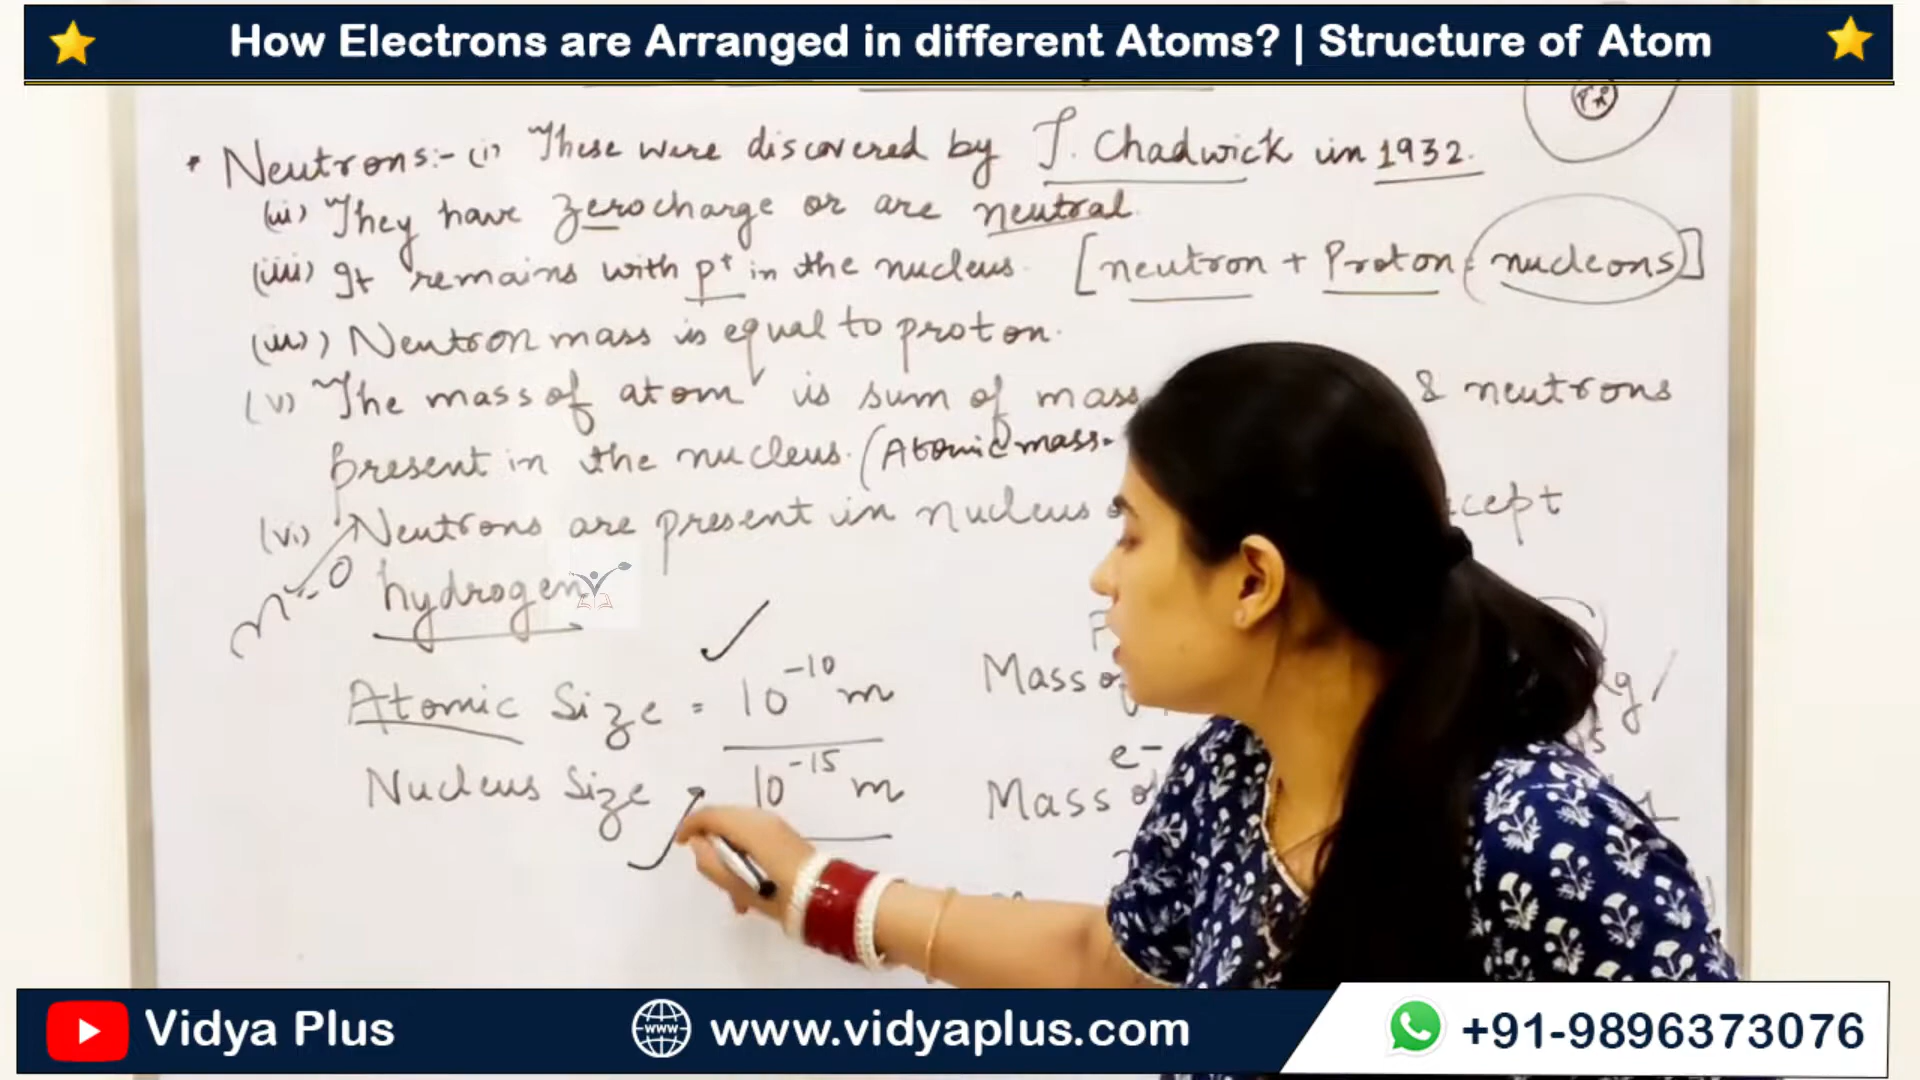 How Electrons are Arranged in different Atoms? | Structure of Atom
* Neutrons:- (i) These were discovered by J. Chadwick in 1932.
(ii) They have zero charge or are neutral.
(iii) It remains with p+ in the nucleus. [neutron + Proton = nucleons]
(iv) Neutron mass is equal to proton.
(v) The mass of atom is sum of mass & neutrons
present in the nucleus. (Atomic mass.
(vi) Neutrons are present in nucleus cept
n = 0 hydrogen
Atomic Size = 10-10 m Mass of kg
Nucleus Size 10-15 m Mass of
e-
Vidya Plus www.vidyaplus.com +91-9896373076